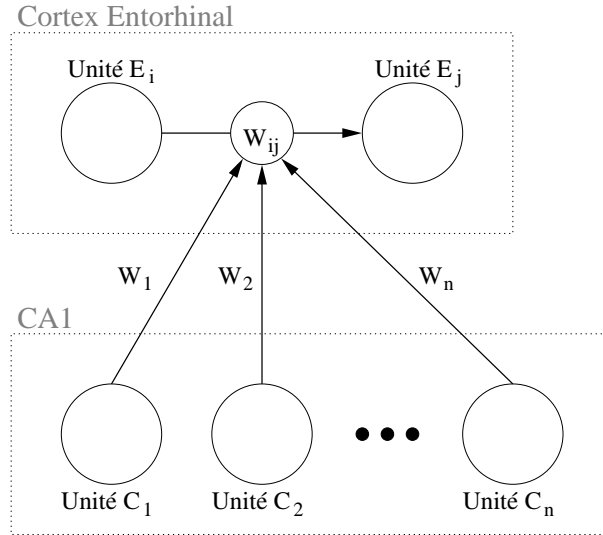 Cortex Entorhinal
Unité E i
Unité E j
W ij
W 1
W 2
W n
CA1
Unité C 1
Unité C 2
Unité C n